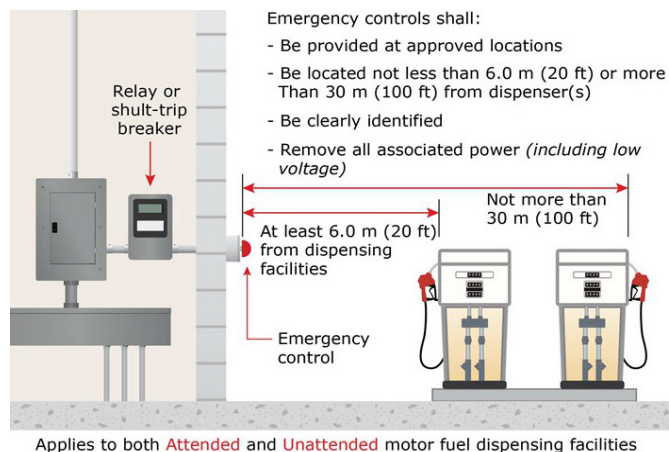 Emergency controls shall:
- Be provided at approved locations
- Be located not less than 6.0 m (20 ft) or more
Than 30 m (100 ft) from dispenser(s)
- Be clearly identified
- Remove all associated power (including low
voltage)
Relay or
shult-trip
breaker
Not more than
30 m (100 ft)
At least 6.0 m (20 ft)
from dispensing
facilities
Emergency
control
Applies to both Attended and Unattended motor fuel dispensing facilities